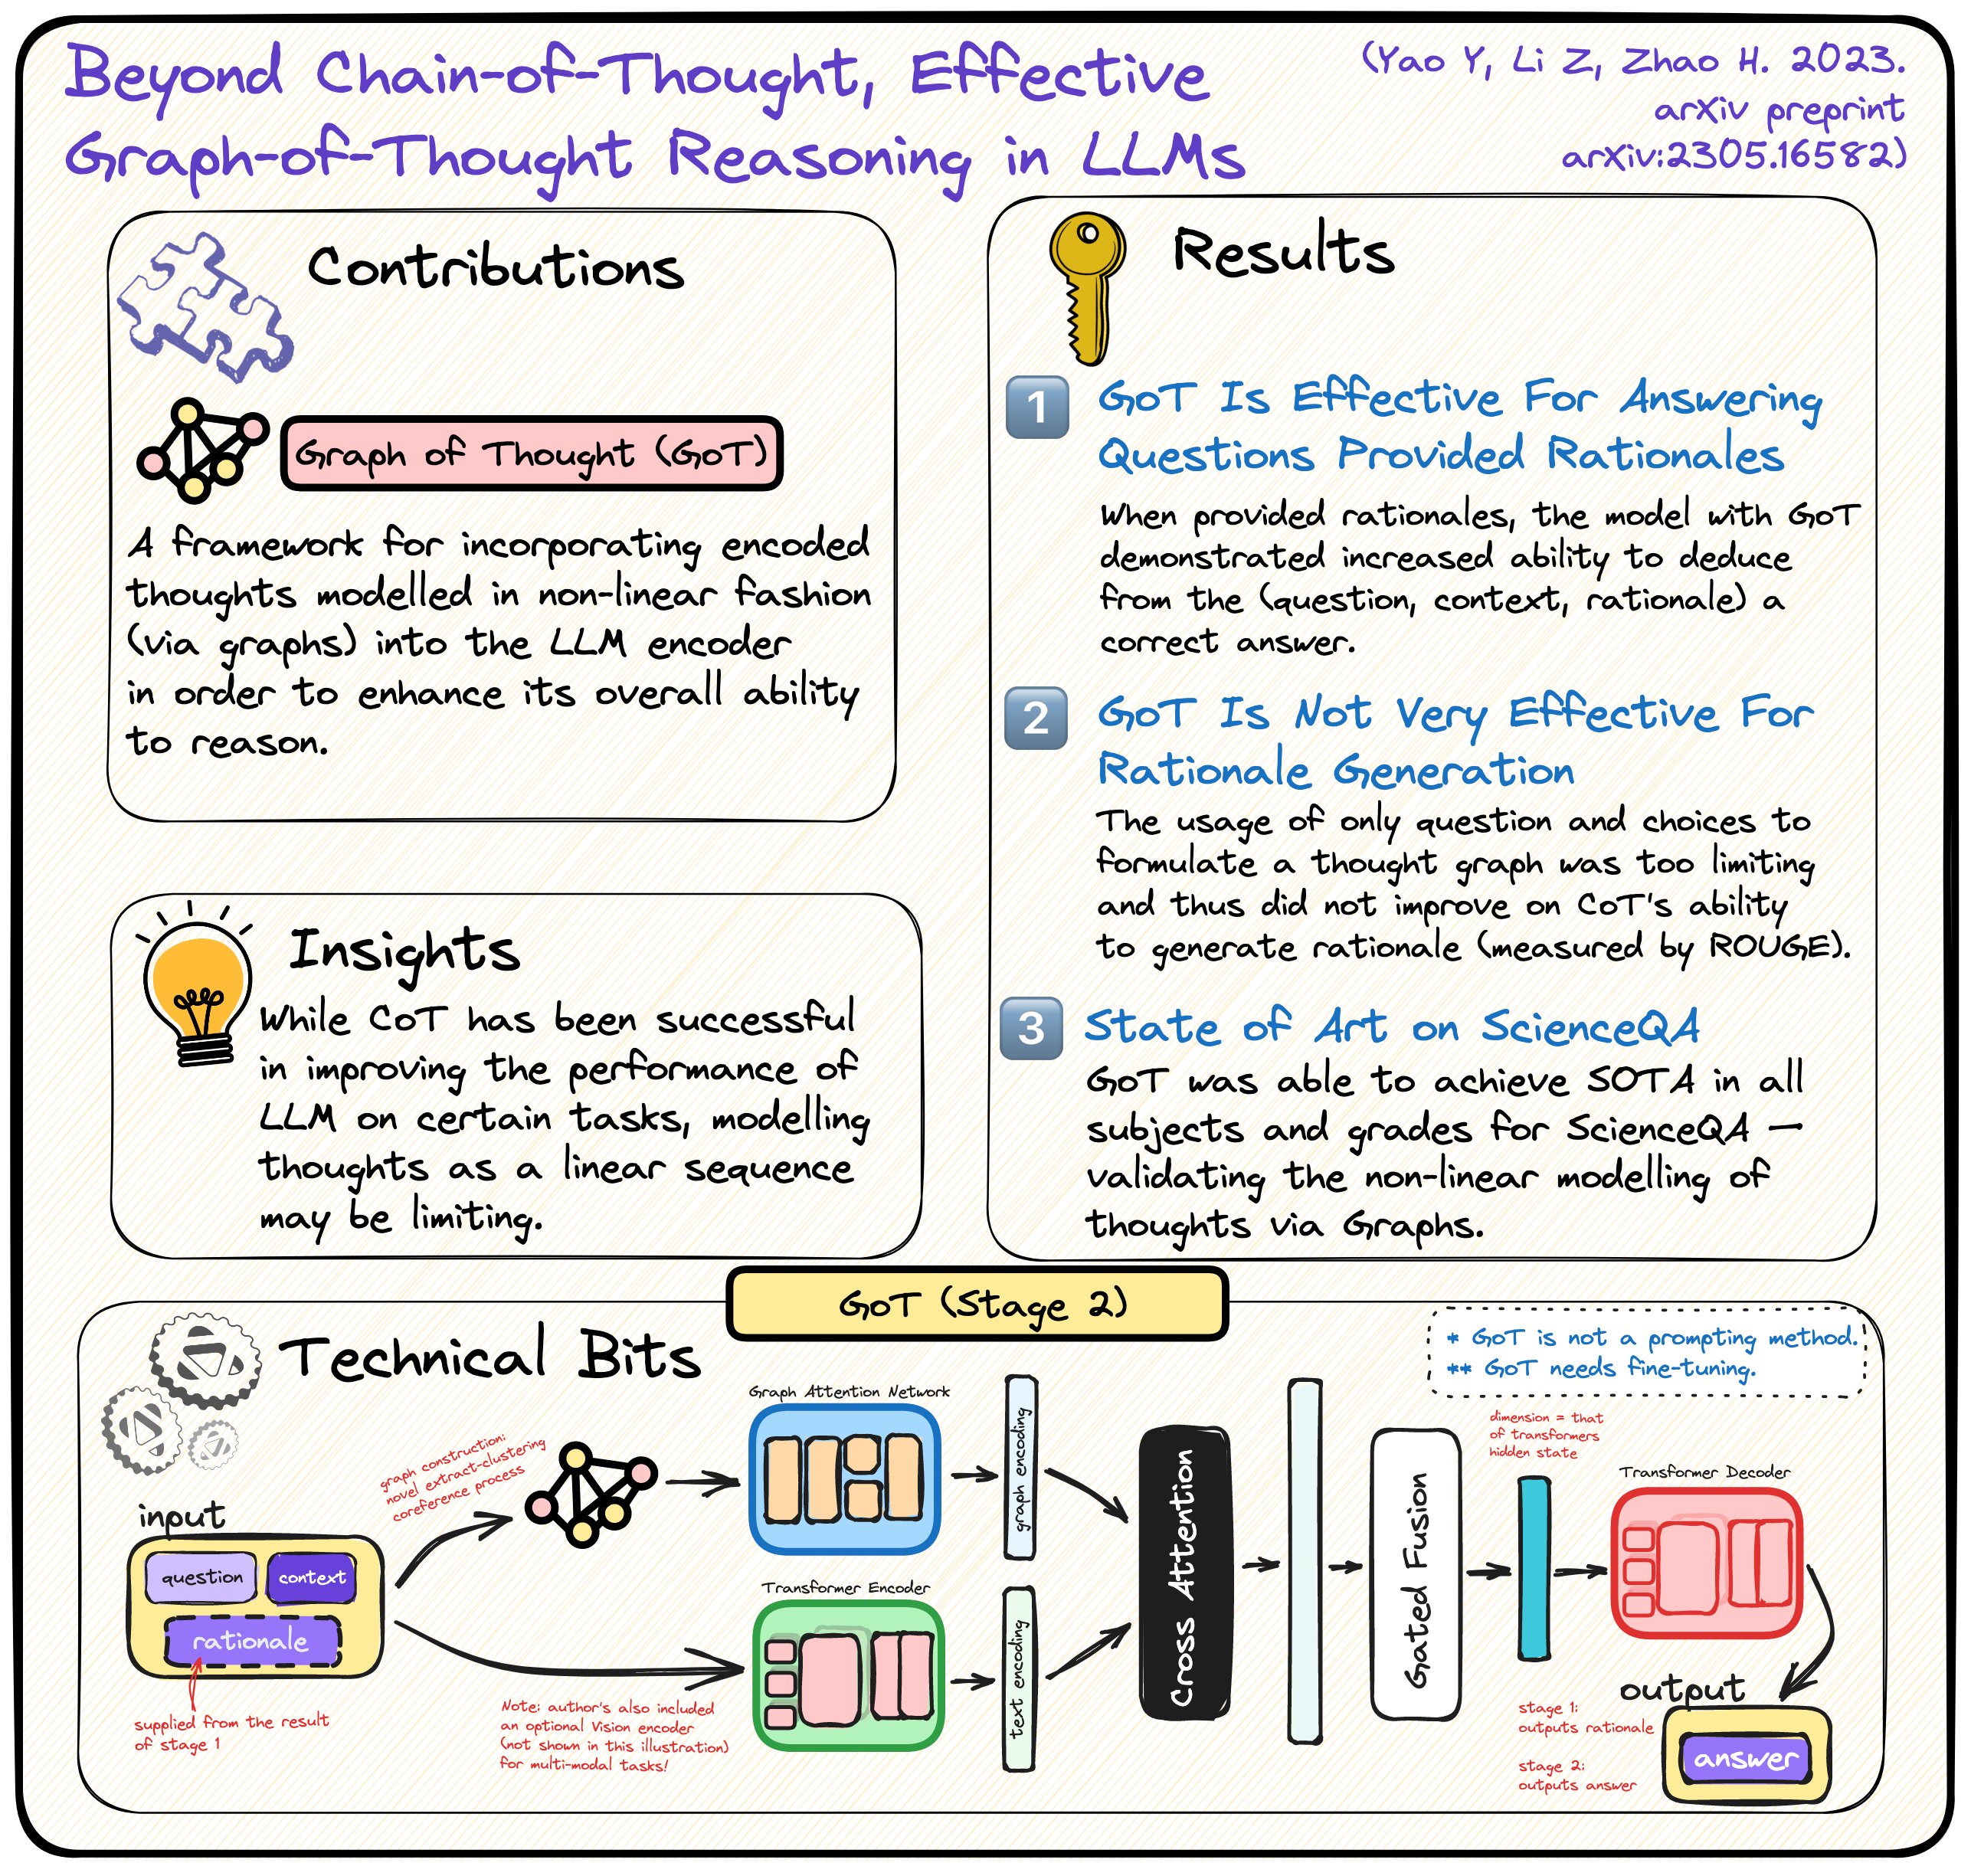 Beyond Chain-of-Thought, Effective
Graph-of-Thought Reasoning in LLMs
(Yao Y, Li Z, Zhao H. 2023.
arXiv preprint
arXiv:2305.16582)
Contributions
Graph of Thought (GoT)
A framework for incorporating encoded
thoughts modelled in non-linear fashion
(via graphs) into the LLM encoder
in order to enhance its overall ability
to reason.
Insights
While CoT has been successful
in improving the performance of
LLM on certain tasks, modelling
thoughts as a linear sequence
may be limiting.
Results
1
GoT Is Effective For Answering
Questions Provided Rationales
When provided rationales, the model with GoT
demonstrated increased ability to deduce
from the (question, context, rationale) a
correct answer.
2
GoT Is Not Very Effective For
Rationale Generation
The usage of only question and choices to
formulate a thought graph was too limiting
and thus did not improve on CoT's ability
to generate rationale (measured by ROUGE).
3
State of Art on ScienceQA
GoT was able to achieve SOTA in all
subjects and grades for ScienceQA —
validating the non-linear modelling of
thoughts via Graphs.
GoT (Stage 2)
Technical Bits
* GoT is not a prompting method.
** GoT needs fine-tuning.
input
question
context
rationale
supplied from the result
of stage 1
graph construction:
novel extract-clustering
coreference process
Graph Attention Network
graph encoding
Transformer Encoder
text encoding
Note: author's also included
an optional Vision encoder
(not shown in this illustration)
for multi-modal tasks!
Cross Attention
Gated Fusion
dimension = that
of transformers
hidden state
Transformer Decoder
output
answer
stage 1:
outputs rationale
stage 2:
outputs answer